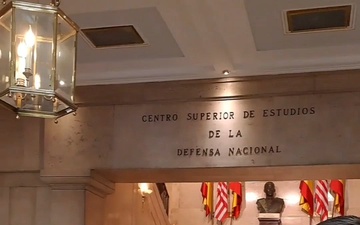 CENTRO SUPERIOR DE ESTUDIOS
DE LA
DEFENSA NACIONAL